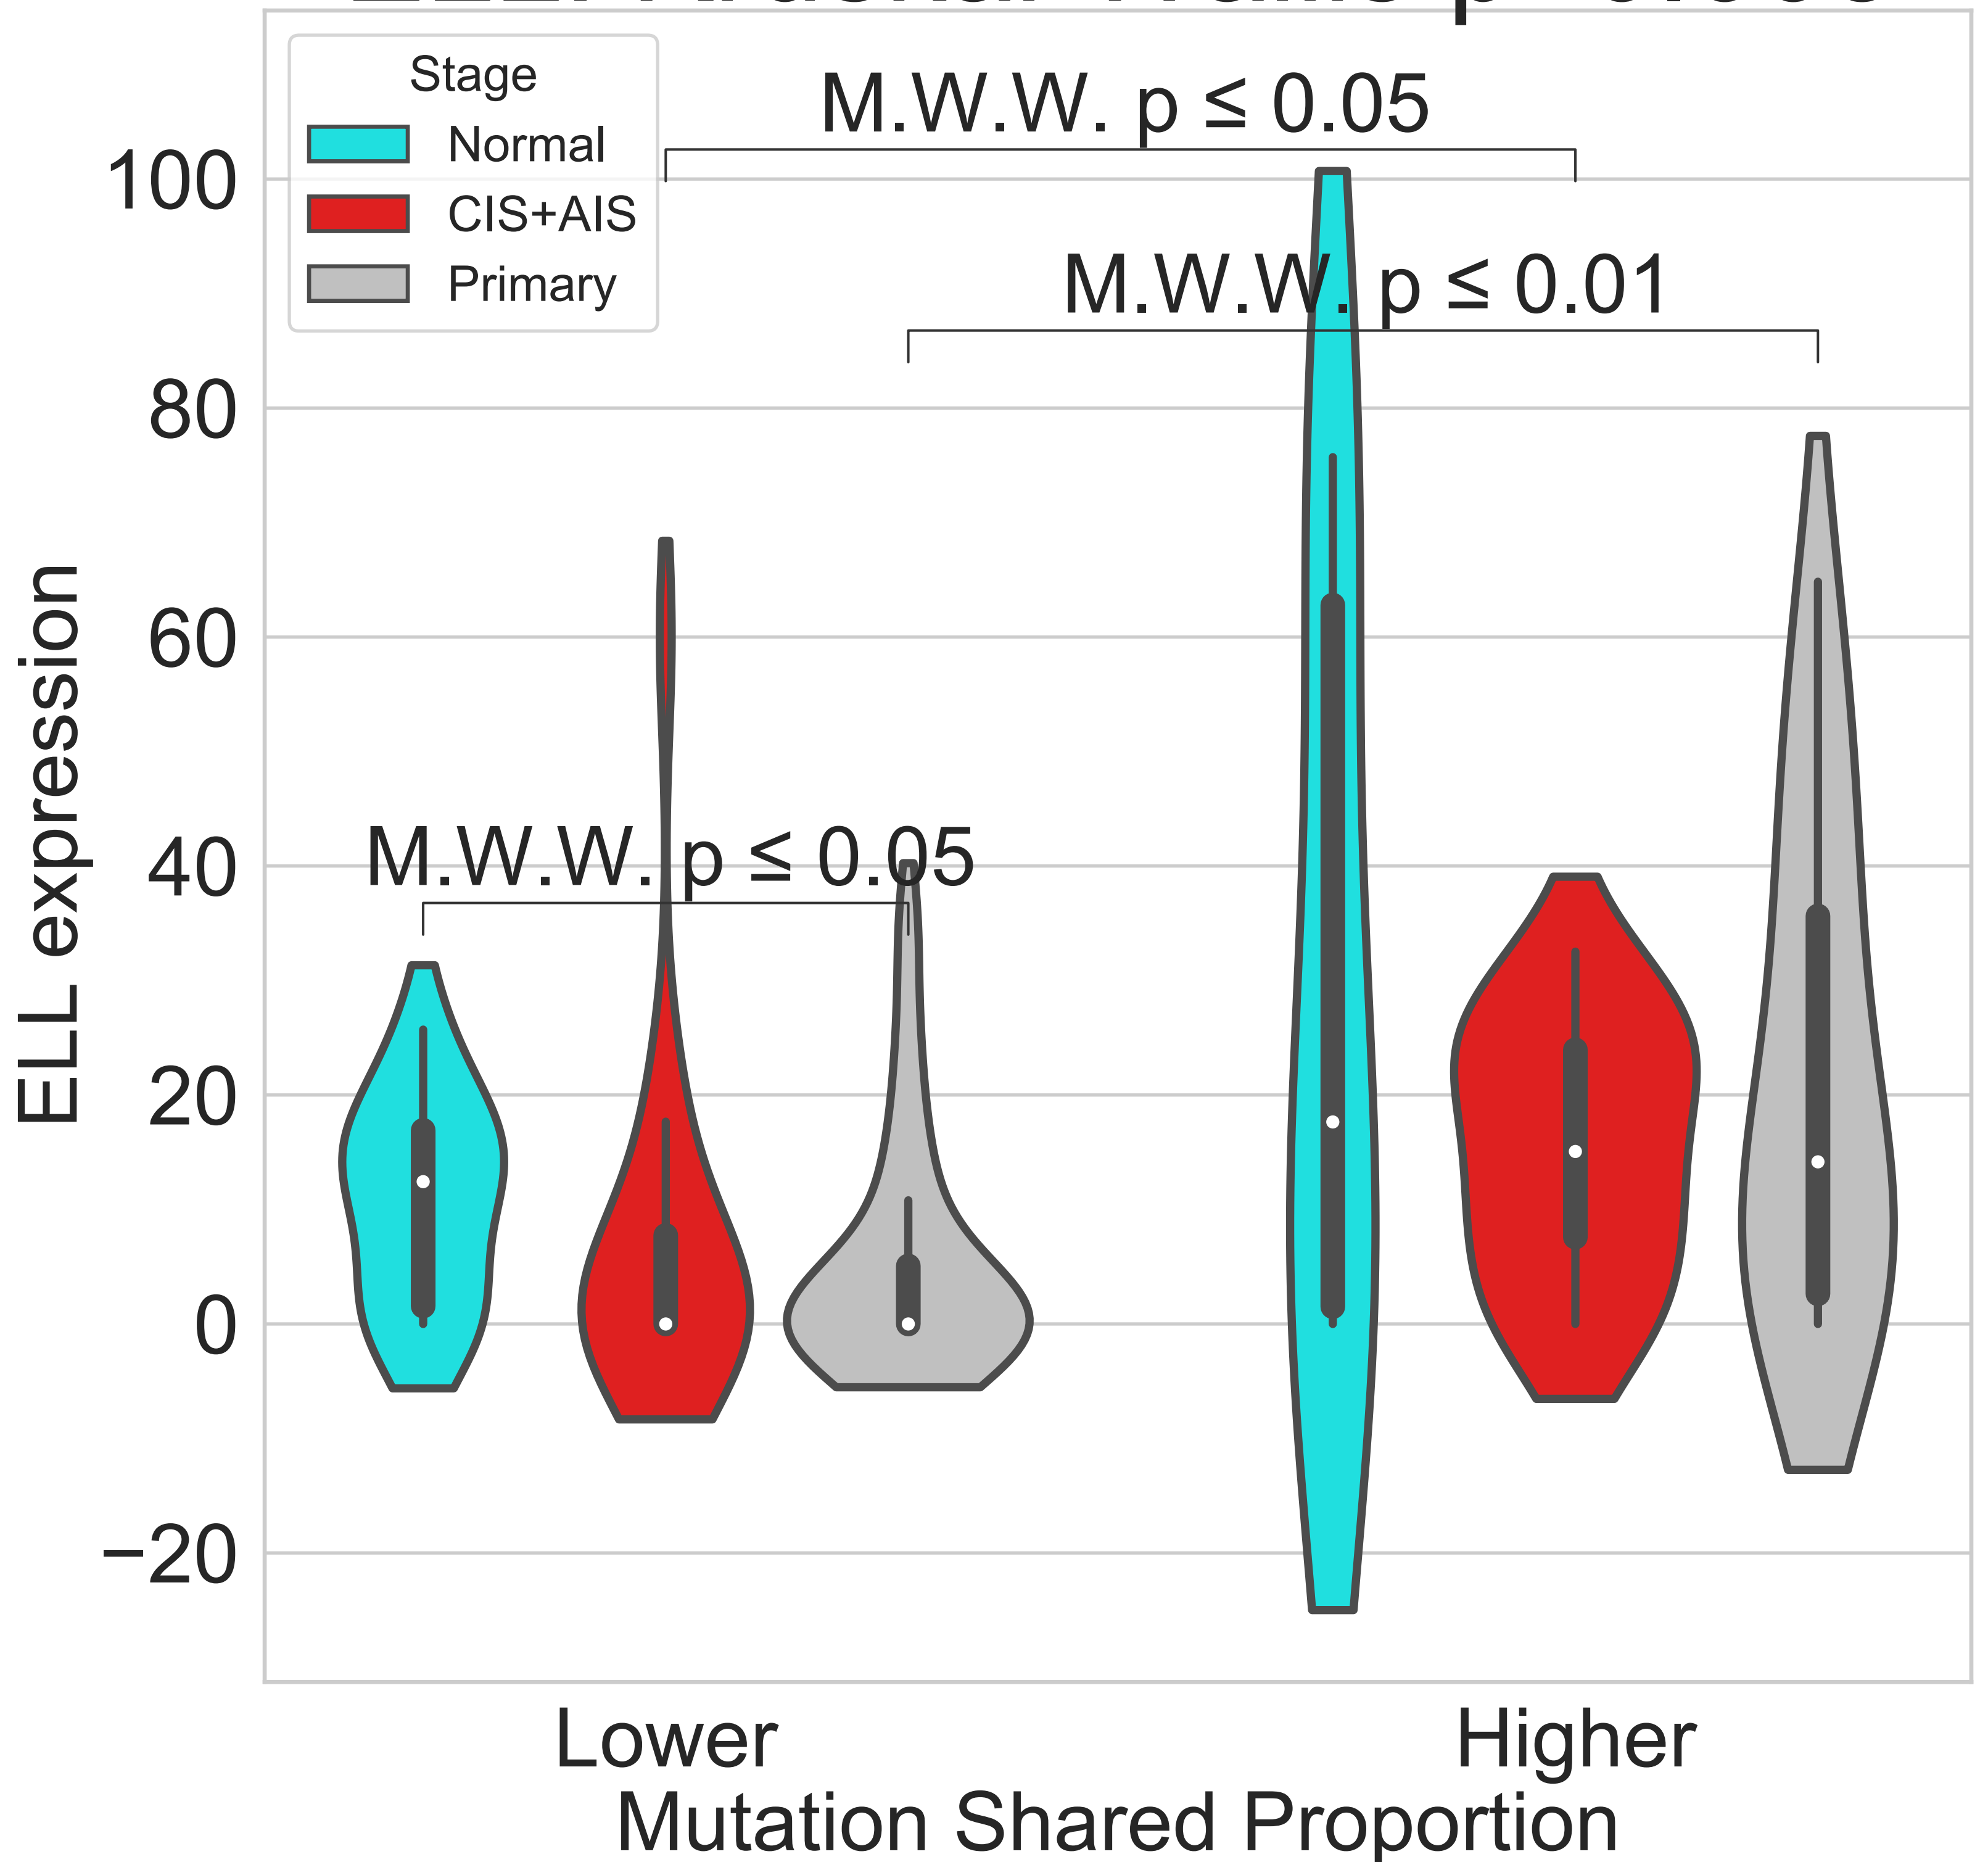 Stage
Normal
CIS+AIS
Primary
M.W.W. p ≤ 0.05
M.W.W. p ≤ 0.01
M.W.W. p ≤ 0.05
100
80
60
40
20
0
−20
ELL expression
Lower
Higher
Mutation Shared Proportion